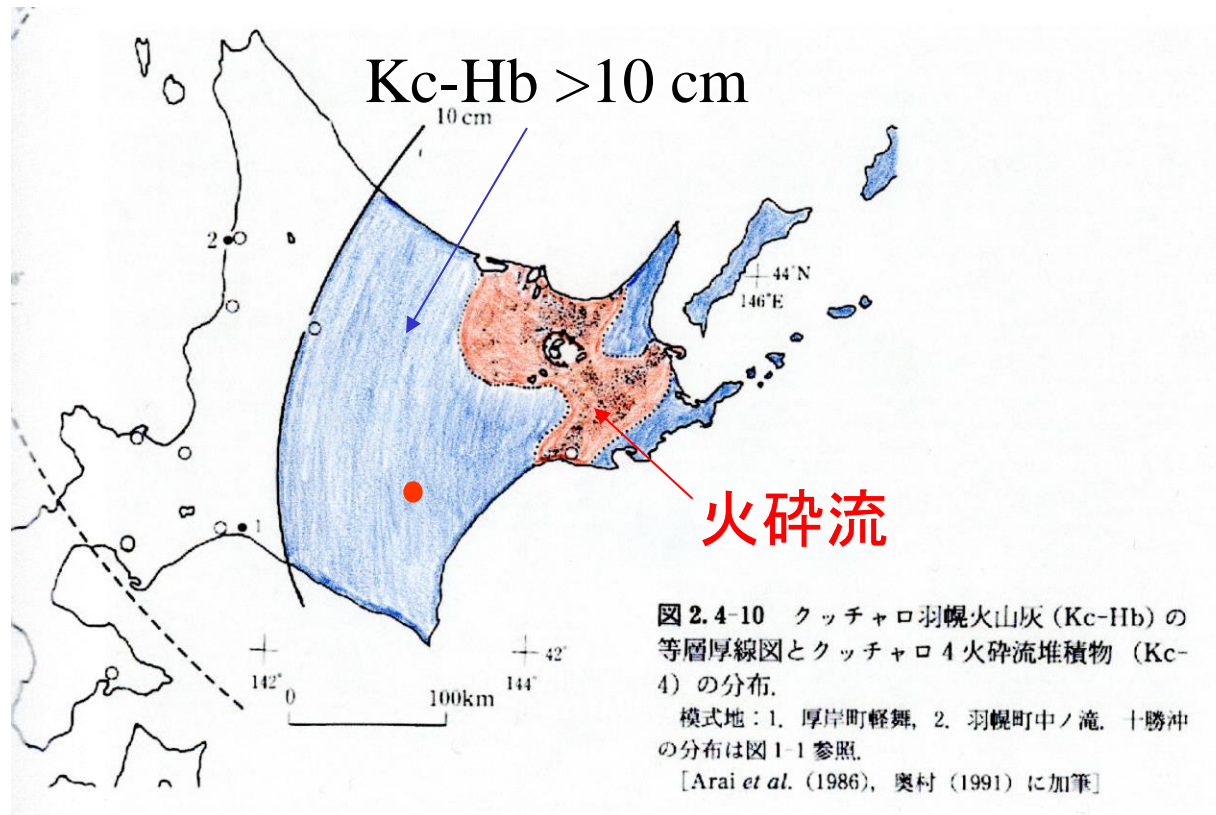 Kc-Hb >10 cm
10 cm
2
44°N
146°E
1
火砕流
42°
142°
144°
0
100km
図2.4-10 クッチャロ羽幌火山灰(Kc-Hb)の
等層厚線図とクッチャロ4火砕流堆積物 (Kc-
4) の分布.
模式地:1. 厚岸町軽舞, 2. 羽幌町中ノ滝. 十勝沖
の分布は図1-1参照.
[Arai et al. (1986), 奥村 (1991) に加筆]